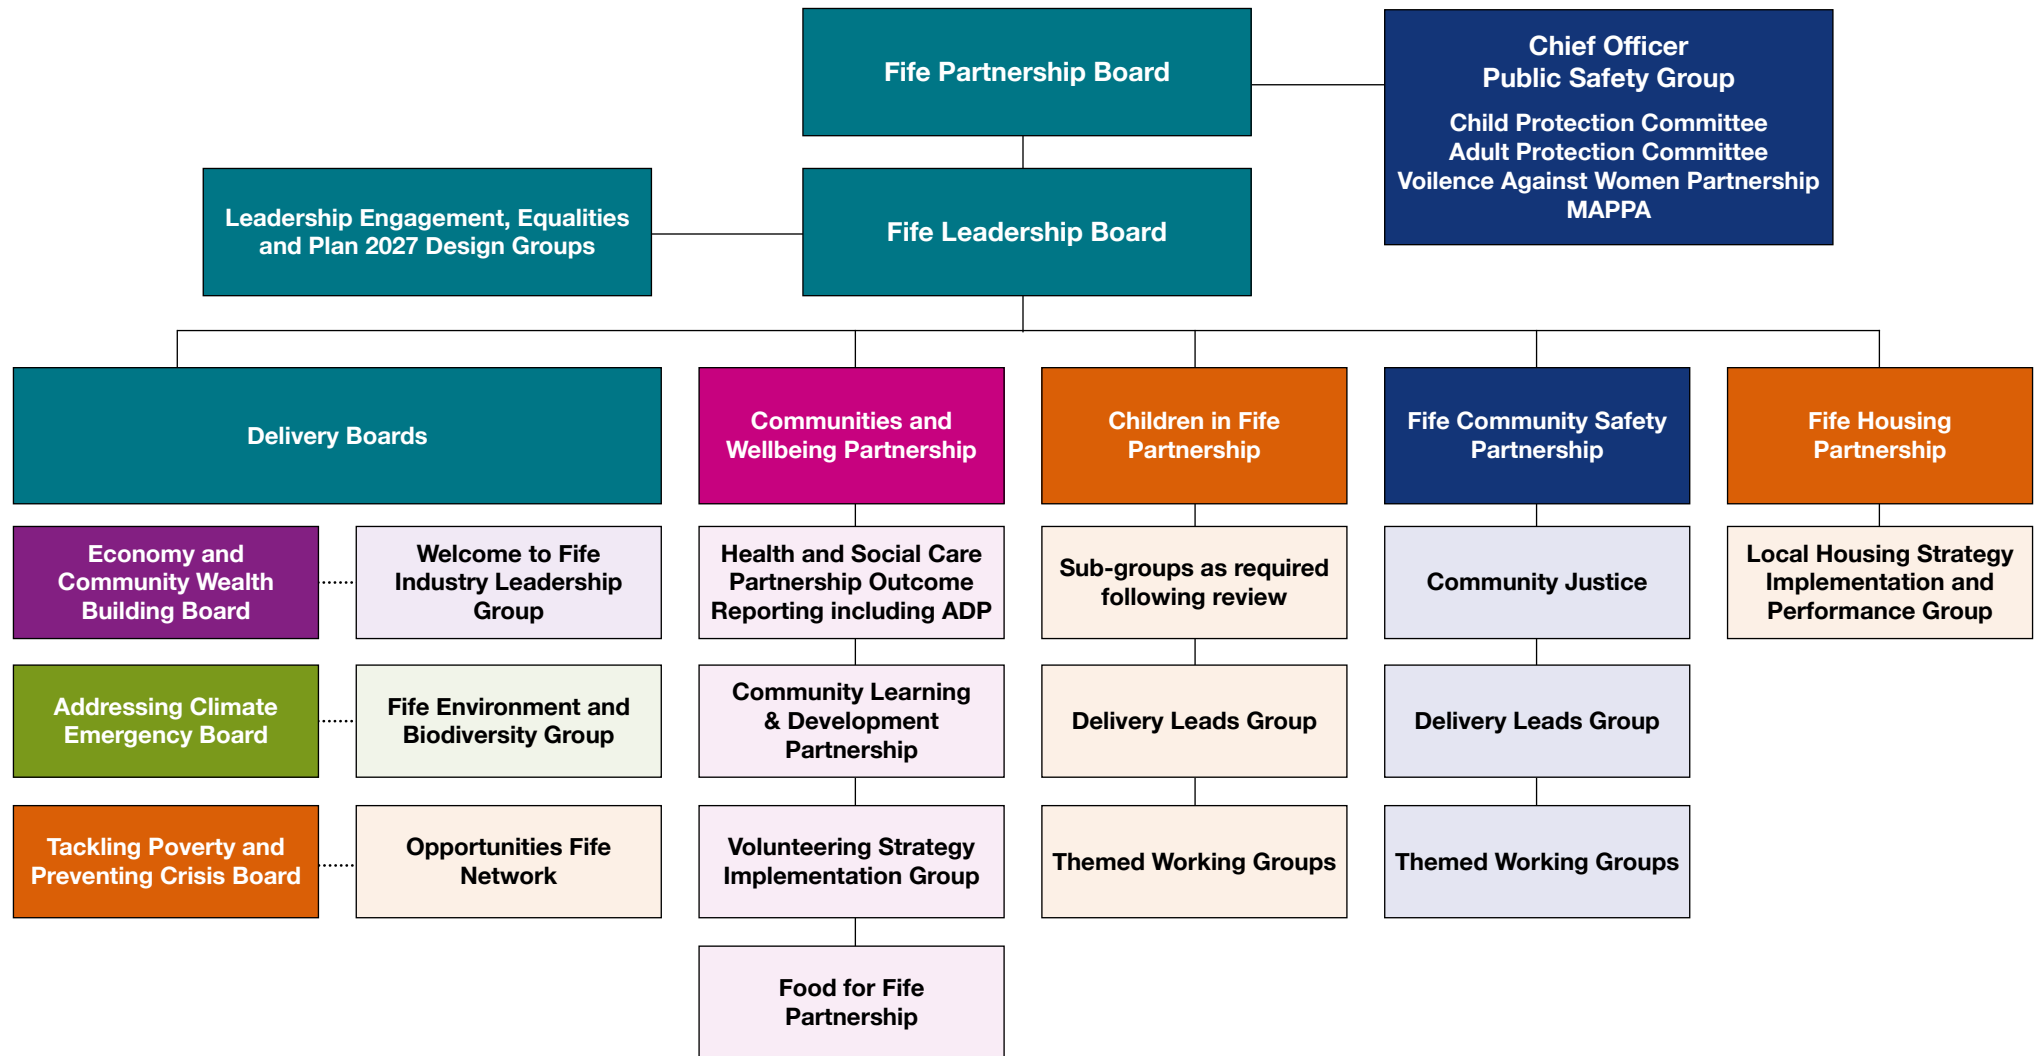 Fife Partnership Board
Chief Officer
Public Safety Group
Child Protection Committee
Adult Protection Committee
Voilence Against Women Partnership
MAPPA
Leadership Engagement, Equalities
and Plan 2027 Design Groups
Fife Leadership Board
Delivery Boards
Communities and
Wellbeing Partnership
Children in Fife
Partnership
Fife Community Safety
Partnership
Fife Housing
Partnership
Economy and
Community Wealth
Building Board
Welcome to Fife
Industry Leadership
Group
Health and Social Care
Partnership Outcome
Reporting including ADP
Sub-groups as required
following review
Community Justice
Local Housing Strategy
Implementation and
Performance Group
Addressing Climate
Emergency Board
Fife Environment and
Biodiversity Group
Community Learning
& Development
Partnership
Delivery Leads Group
Delivery Leads Group
Tackling Poverty and
Preventing Crisis Board
Opportunities Fife
Network
Volunteering Strategy
Implementation Group
Themed Working Groups
Themed Working Groups
Food for Fife
Partnership